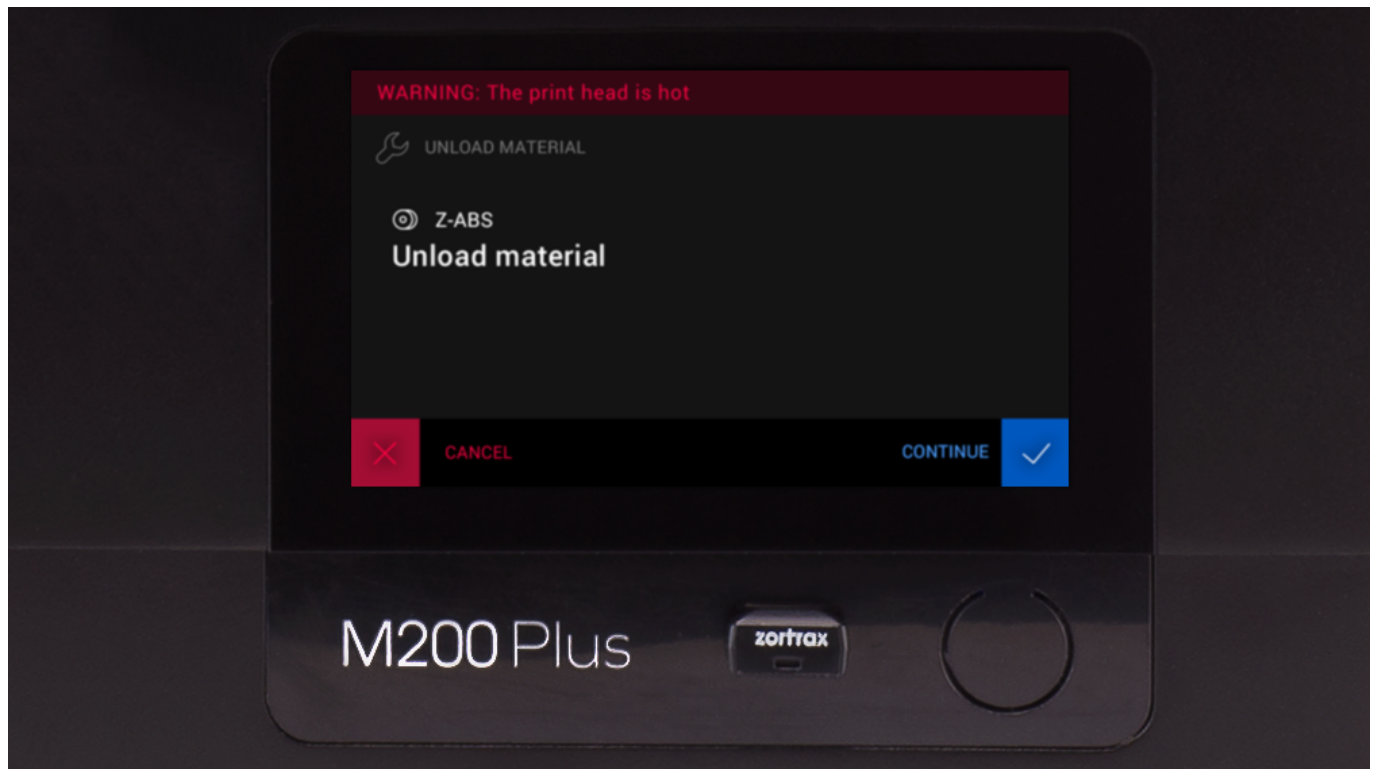 WARNING: The print head is hot
UNLOAD MATERIAL
Z-ABS
Unload material
CANCEL
CONTINUE
M200 Plus
zortrax